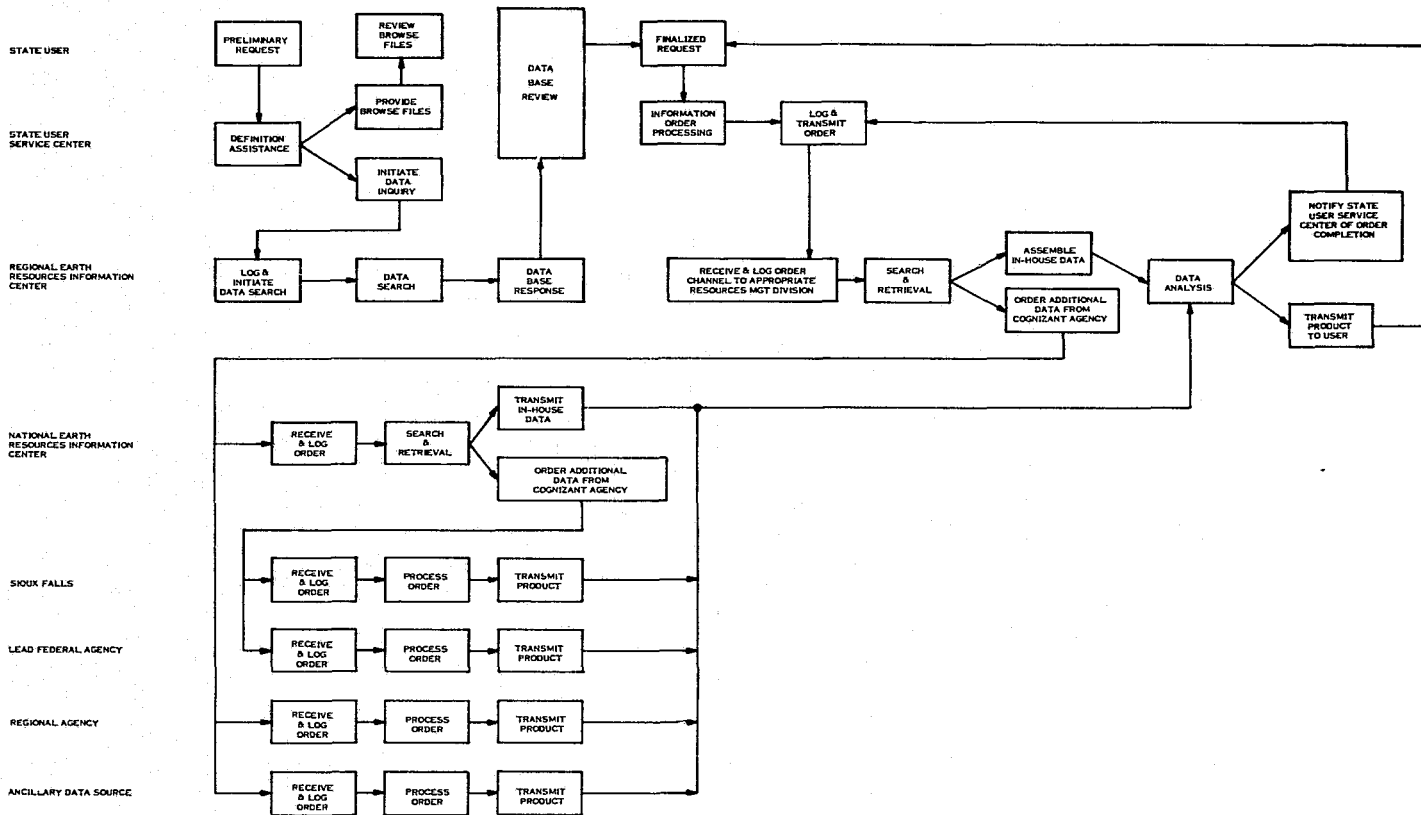 STATE USER
PRELIMINARY
REQUEST
REVIEW
BROWSE
FILES
DATA
BASE
REVIEW
FINALIZED
REQUEST
STATE USER
SERVICE CENTER
DEFINITION
ASSISTANCE
PROVIDE
BROWSE FILES
INITIATE
DATA
INQUIRY
INFORMATION
ORDER
PROCESSING
LOG &
TRANSMIT
ORDER
NOTIFY STATE
USER SERVICE
CENTER OF ORDER
COMPLETION
REGIONAL EARTH
RESOURCES INFORMATION
CENTER
LOG &
INITIATE
DATA SEARCH
DATA
SEARCH
DATA
BASE
RESPONSE
RECEIVE & LOG ORDER
CHANNEL TO APPROPRIATE
RESOURCES MGT DIVISION
SEARCH
&
RETRIEVAL
ASSEMBLE
IN-HOUSE DATA
ORDER ADDITIONAL
DATA FROM
COGNIZANT AGENCY
DATA
ANALYSIS
TRANSMIT
PRODUCT
TO USER
NATIONAL EARTH
RESOURCES INFORMATION
CENTER
RECEIVE
& LOG
ORDER
SEARCH
&
RETRIEVAL
TRANSMIT
IN-HOUSE
DATA
ORDER ADDITIONAL
DATA FROM
COGNIZANT AGENCY
SIOUX FALLS
RECEIVE
& LOG
ORDER
PROCESS
ORDER
TRANSMIT
PRODUCT
LEAD FEDERAL AGENCY
RECEIVE
& LOG
ORDER
PROCESS
ORDER
TRANSMIT
PRODUCT
REGIONAL AGENCY
RECEIVE
& LOG
ORDER
PROCESS
ORDER
TRANSMIT
PRODUCT
ANCILLARY DATA SOURCE
RECEIVE
& LOG
ORDER
PROCESS
ORDER
TRANSMIT
PRODUCT